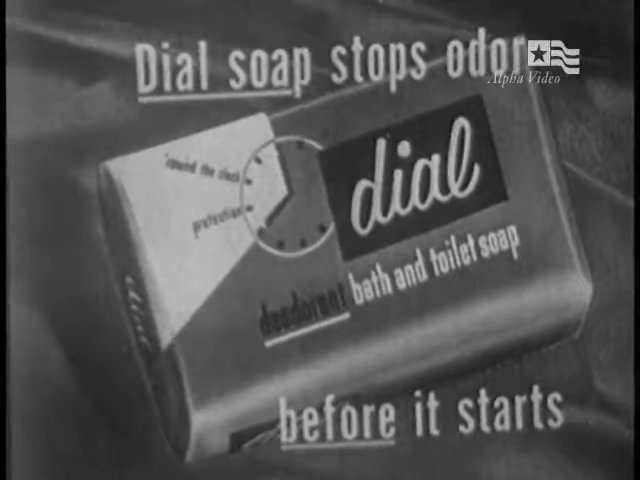 Dial soap stops odor
Alpha Video
'round the clock
protection
dial
deodorant bath and toilet soap
dial
before it starts